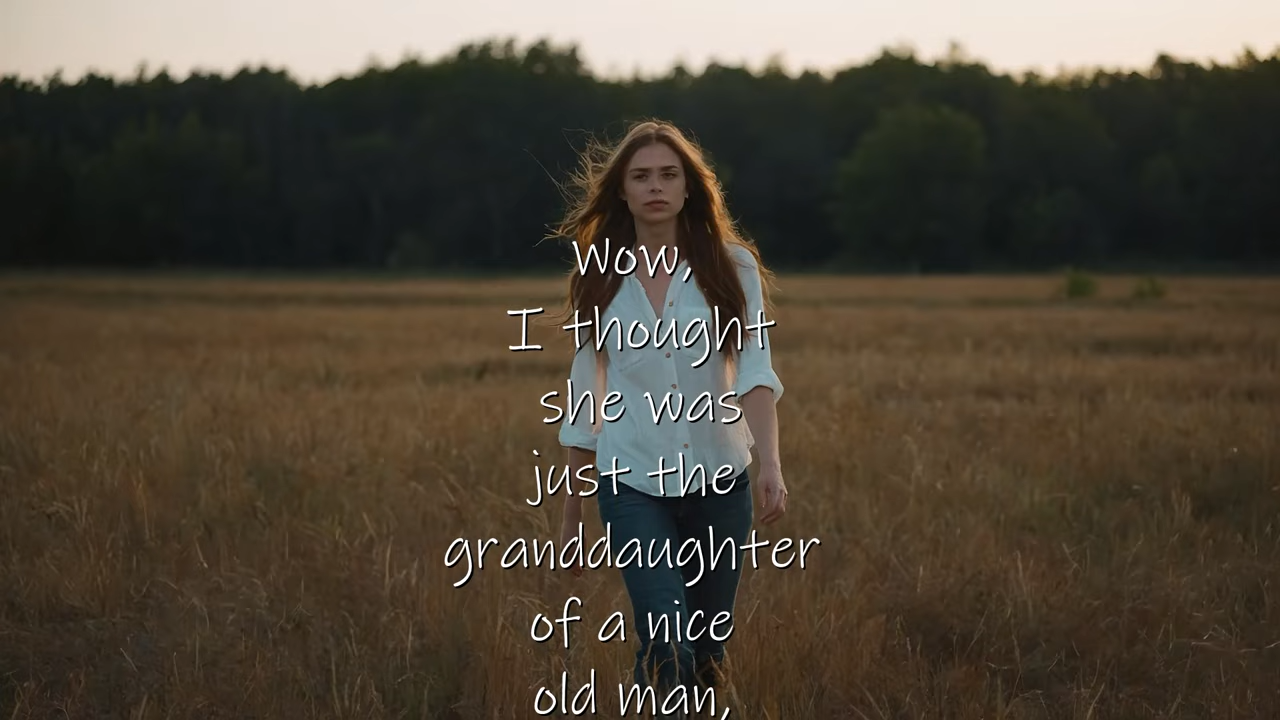 Wow,
I thought
she was
just the
granddaughter
of a nice
old man,